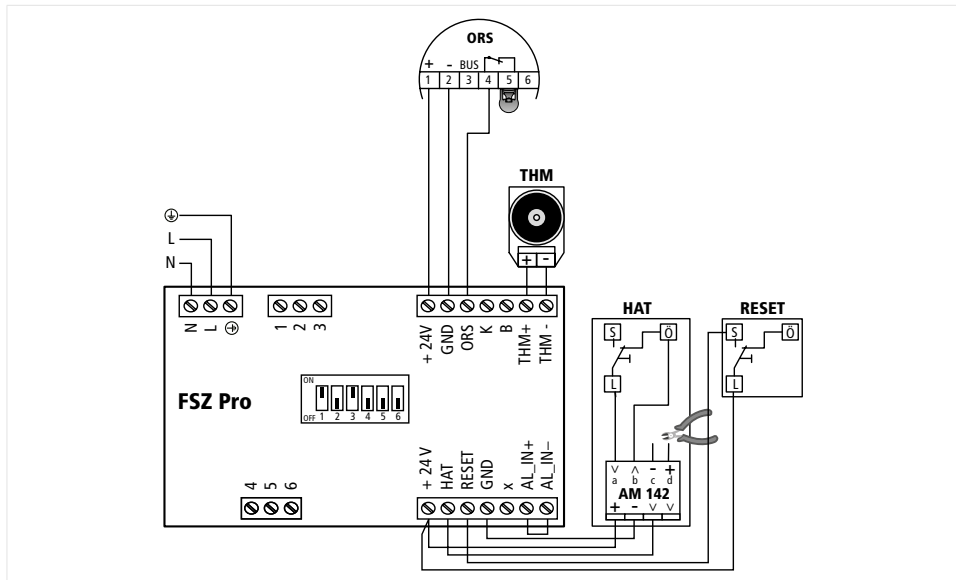 ORS
+ - BUS
1 2 3 4 5 6
THM
+ -
L
N
N L
1 2 3
+ 24V GND ORS K B THM+ THM -
HAT
RESET
S Ö
L
S Ö
L
FSZ Pro
ON
OFF 1 2 3 4 5 6
4 5 6
+ 24 V HAT RESET GND x AL_IN+ AL_IN–
- +
a b c d
AM 142
+ -